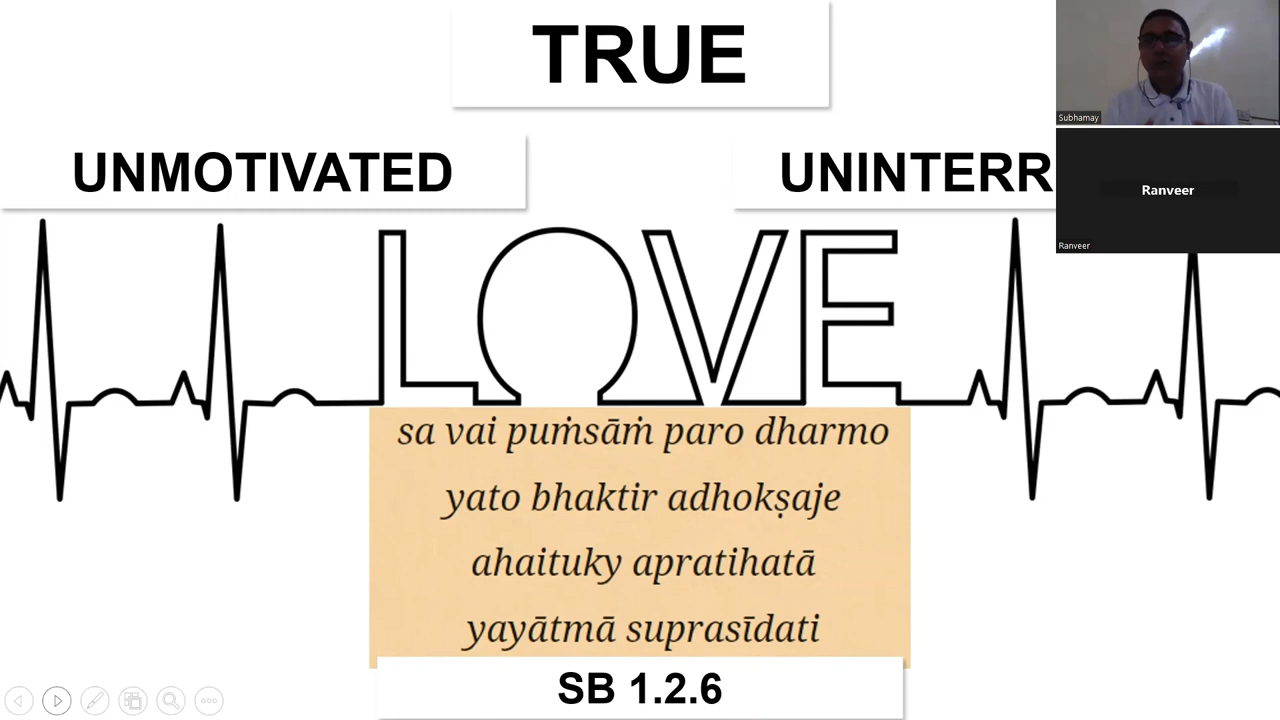 TRUE
UNMOTIVATED
UNINTERR
LOVE
sa vai puṁsāṁ paro dharmo
yato bhaktir adhokṣaje
ahaituky apratihatā
yayātmā suprasīdati
SB 1.2.6
Subhamay
Ranveer
Ranveer